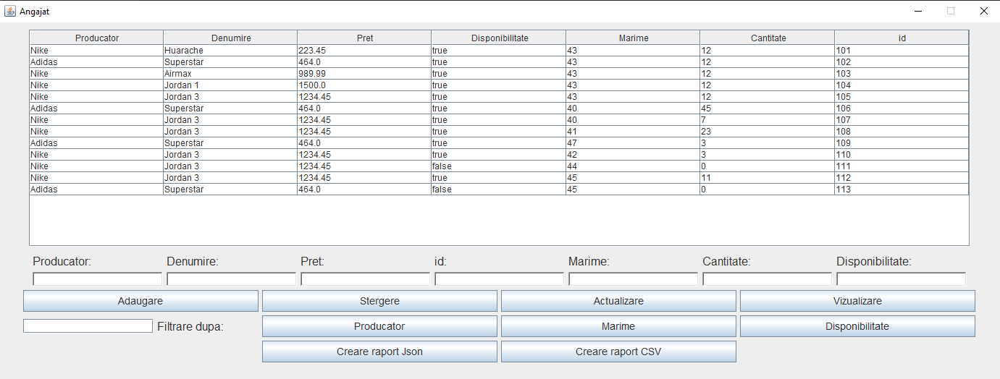 Angajat
Producator Denumire Pret Disponibilitate Marime Cantitate id
Nike Huarache 223.45 true 43 12 101
Adidas Superstar 464.0 true 43 12 102
Nike Airmax 989.99 true 43 12 103
Nike Jordan 1 1500.0 true 43 12 104
Nike Jordan 3 1234.45 true 43 12 105
Adidas Superstar 464.0 true 40 45 106
Nike Jordan 3 1234.45 true 40 7 107
Nike Jordan 3 1234.45 true 41 23 108
Adidas Superstar 464.0 true 47 3 109
Nike Jordan 3 1234.45 true 42 3 110
Nike Jordan 3 1234.45 false 44 0 111
Nike Jordan 3 1234.45 true 45 11 112
Adidas Superstar 464.0 false 45 0 113
Producator: Denumire: Pret: id: Marime: Cantitate: Disponibilitate:
Adaugare Stergere Actualizare Vizualizare
Filtrare dupa: Producator Marime Disponibilitate
Creare raport Json Creare raport CSV